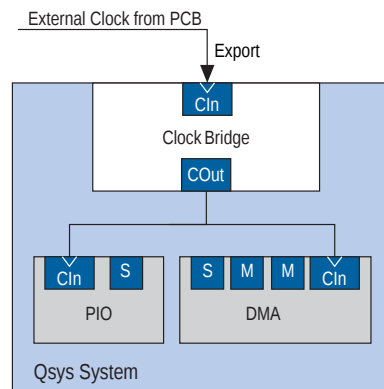 External Clock from PCB
Export
CIn
Clock Bridge
COut
CIn S S M M CIn
PIO DMA
Qsys System